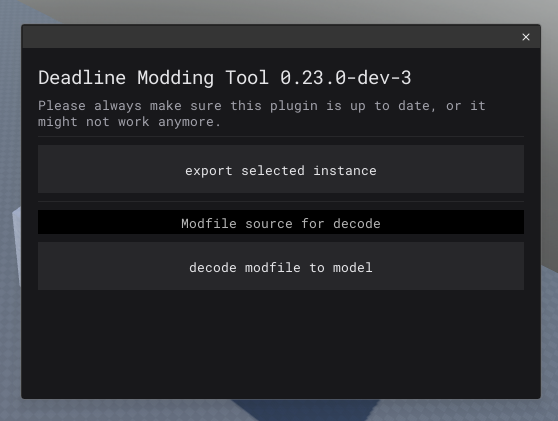 ×
Deadline Modding Tool 0.23.0-dev-3
Please always make sure this plugin is up to date, or it
might not work anymore.
export selected instance
Modfile source for decode
decode modfile to model